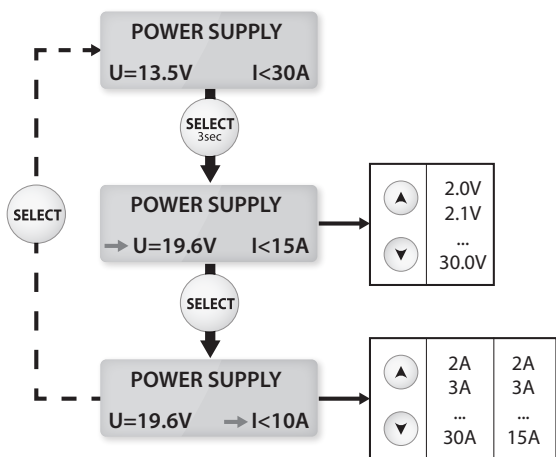 POWER SUPPLY
U=13.5V I<30A
SELECT
3sec
POWER SUPPLY
U=19.6V I<15A
2.0V
2.1V
...
30.0V
SELECT
SELECT
POWER SUPPLY
U=19.6V I<10A
2A 2A
3A 3A
... ...
30A 15A